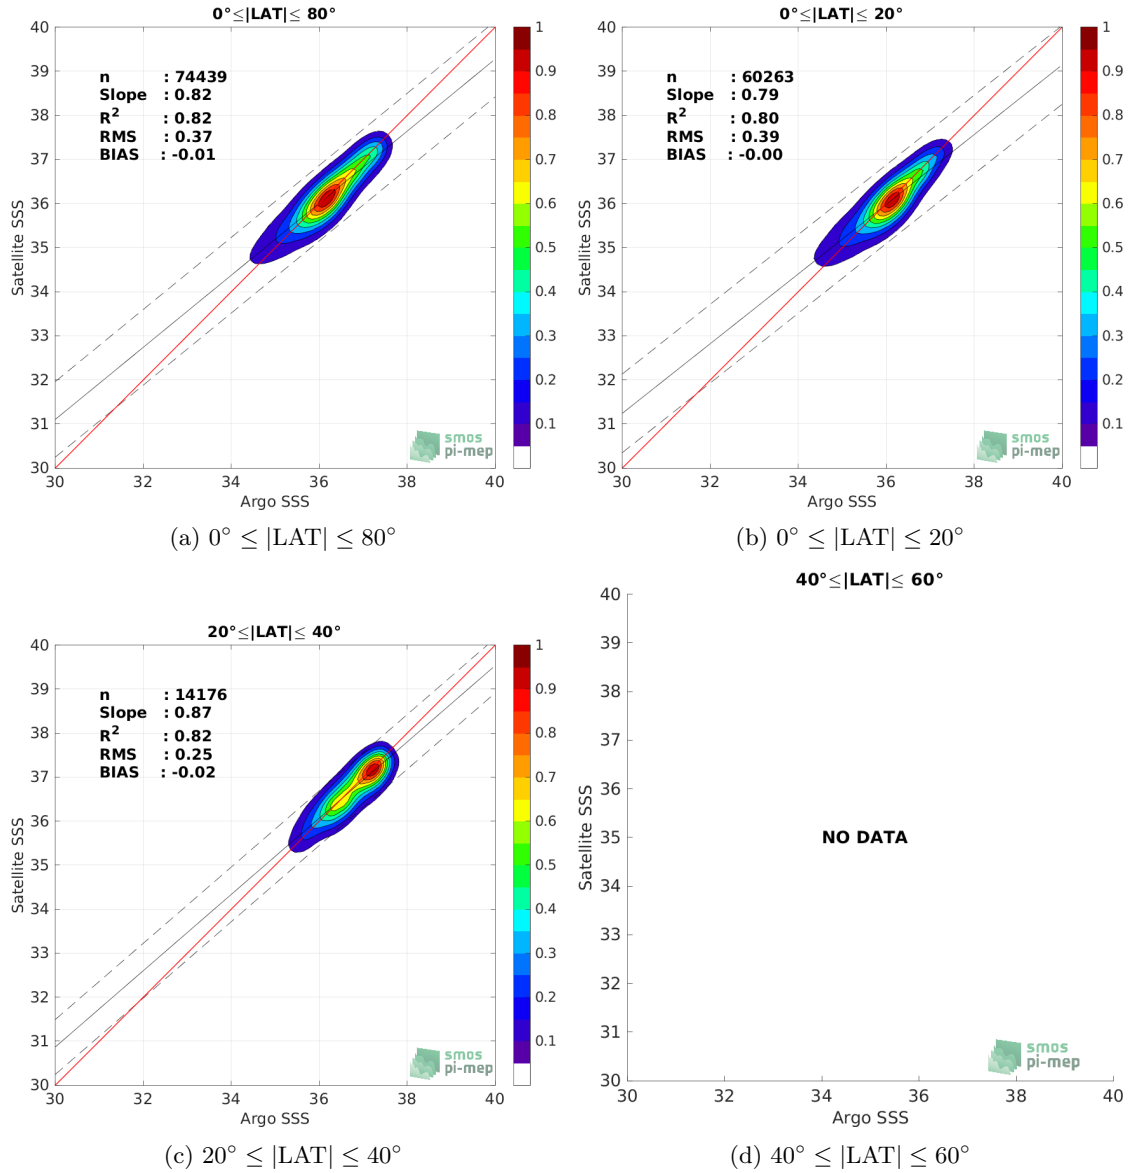 0°≤|LAT|≤ 80°
40
39
38
37
36
35
34
33
32
31
30
Satellite SSS
n : 74439
Slope : 0.82
R2 : 0.82
RMS : 0.37
BIAS : -0.01
smos
pi-mep
30 32 34 36 38 40
Argo SSS
1
0.9
0.8
0.7
0.6
0.5
0.4
0.3
0.2
0.1
(a) 0° ≤ |LAT| ≤ 80°
0°≤|LAT|≤ 20°
40
39
38
37
36
35
34
33
32
31
30
Satellite SSS
n : 60263
Slope : 0.79
R2 : 0.80
RMS : 0.39
BIAS : -0.00
smos
pi-mep
30 32 34 36 38 40
Argo SSS
1
0.9
0.8
0.7
0.6
0.5
0.4
0.3
0.2
0.1
(b) 0° ≤ |LAT| ≤ 20°
20°≤|LAT|≤ 40°
40
39
38
37
36
35
34
33
32
31
30
Satellite SSS
n : 14176
Slope : 0.87
R2 : 0.82
RMS : 0.25
BIAS : -0.02
smos
pi-mep
30 32 34 36 38 40
Argo SSS
1
0.9
0.8
0.7
0.6
0.5
0.4
0.3
0.2
0.1
(c) 20° ≤ |LAT| ≤ 40°
40°≤|LAT|≤ 60°
40
39
38
37
36
35
34
33
32
31
30
Satellite SSS
NO DATA
smos
pi-mep
30 32 34 36 38 40
Argo SSS
(d) 40° ≤ |LAT| ≤ 60°